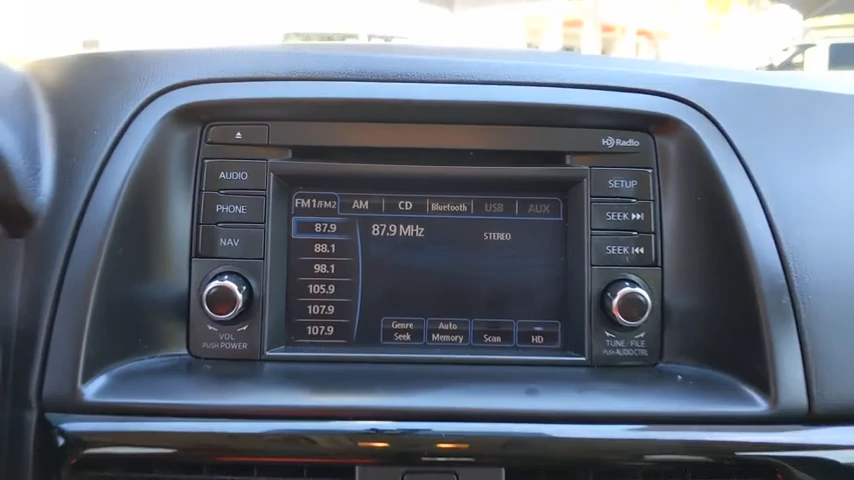 HD Radio
AUDIO
PHONE
NAV
VOL
PUSH POWER
FM1/FM2 AM CD Bluetooth USB AUX
87.9
88.1
98.1
105.9
107.9
107.9
87.9 MHz
STEREO
Genre Seek
Auto Memory
Scan
HD
SETUP
SEEK
SEEK
TUNE/FILE
PUSH AUDIO CTRL